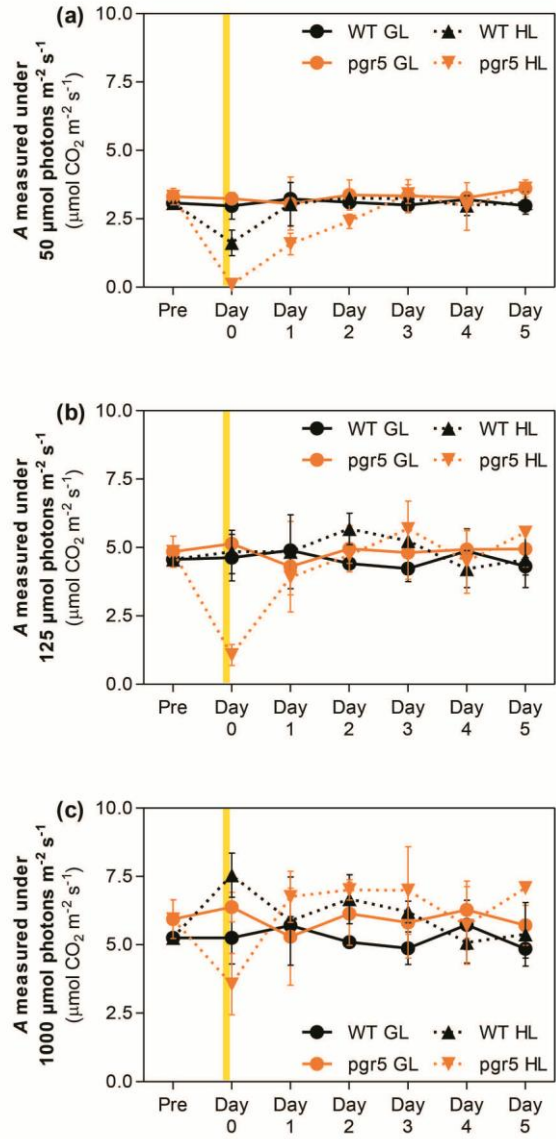 (a)
10.0
WT GL
WT HL
pgr5 GL
pgr5 HL
7.5
5.0
2.5
0.0
A measured under
50 µmol photons m⁻² s⁻¹
(µmol CO₂ m⁻² s⁻¹)
Pre Day Day Day Day Day Day
0 1 2 3 4 5
(b)
10.0
WT GL
WT HL
pgr5 GL
pgr5 HL
7.5
5.0
2.5
0.0
A measured under
125 µmol photons m⁻² s⁻¹
(µmol CO₂ m⁻² s⁻¹)
Pre Day Day Day Day Day Day
0 1 2 3 4 5
(c)
10.0
7.5
5.0
2.5
0.0
A measured under
1000 µmol photons m⁻² s⁻¹
(µmol CO₂ m⁻² s⁻¹)
WT GL
WT HL
pgr5 GL
pgr5 HL
Pre Day Day Day Day Day Day
0 1 2 3 4 5